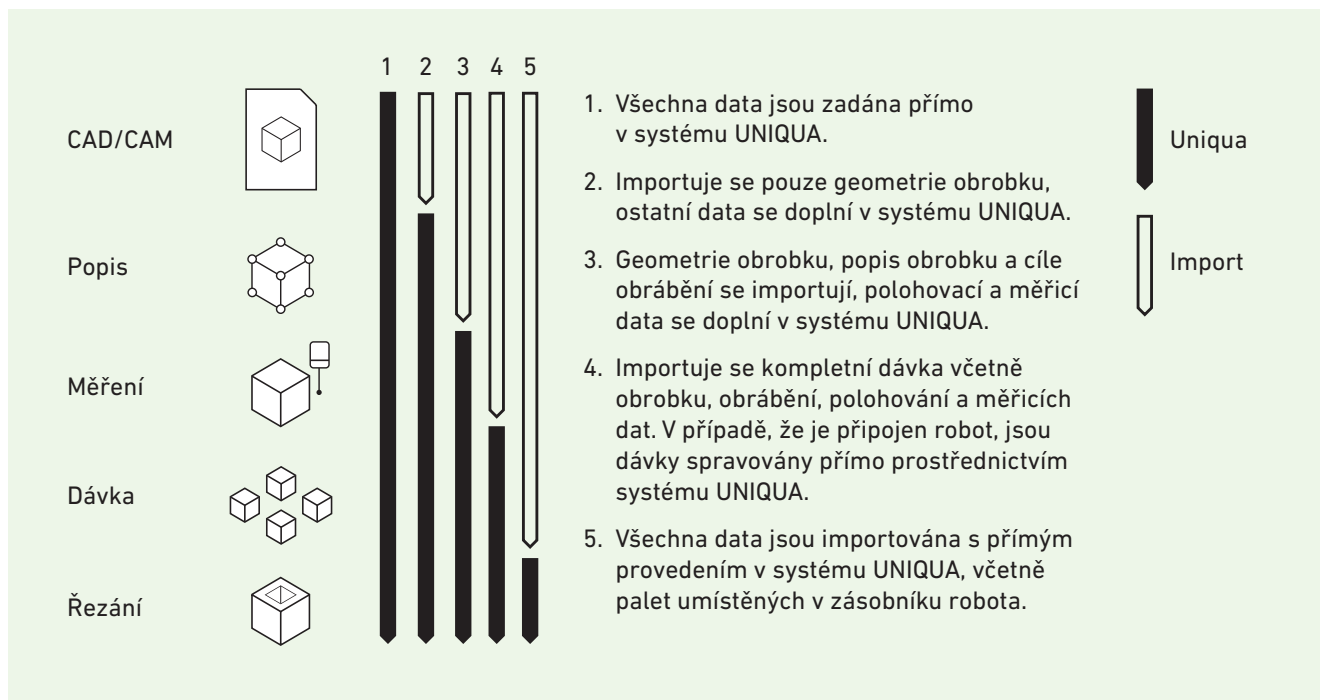 1 2 3 4 5
CAD/CAM
Popis
Měření
Dávka
Řezání
1. Všechna data jsou zadána přímo
v systému UNIQUA.
2. Importuje se pouze geometrie obrobku,
ostatní data se doplní v systému UNIQUA.
3. Geometrie obrobku, popis obrobku a cíle
obrábění se importují, polohovací a měřicí
data se doplní v systému UNIQUA.
4. Importuje se kompletní dávka včetně
obrobku, obrábění, polohování a měřicích
dat. V případě, že je připojen robot, jsou
dávky spravovány přímo prostřednictvím
systému UNIQUA.
5. Všechna data jsou importována s přímým
provedením v systému UNIQUA, včetně
palet umístěných v zásobníku robota.
Uniqua
Import